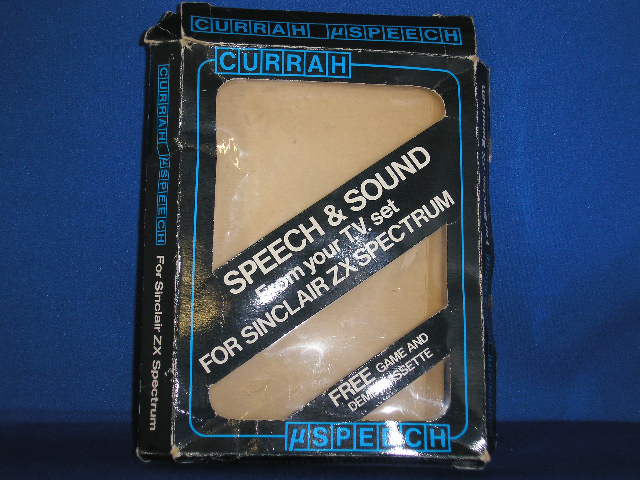 CURRAH μSPEECH
CURRAH
SPEECH & SOUND
From your T.V. set
FOR SINCLAIR ZX SPECTRUM
FREE GAME AND
DEMO CASSETTE
μSPEECH
CURRAH μSPEECH For Sinclair ZX Spectrum